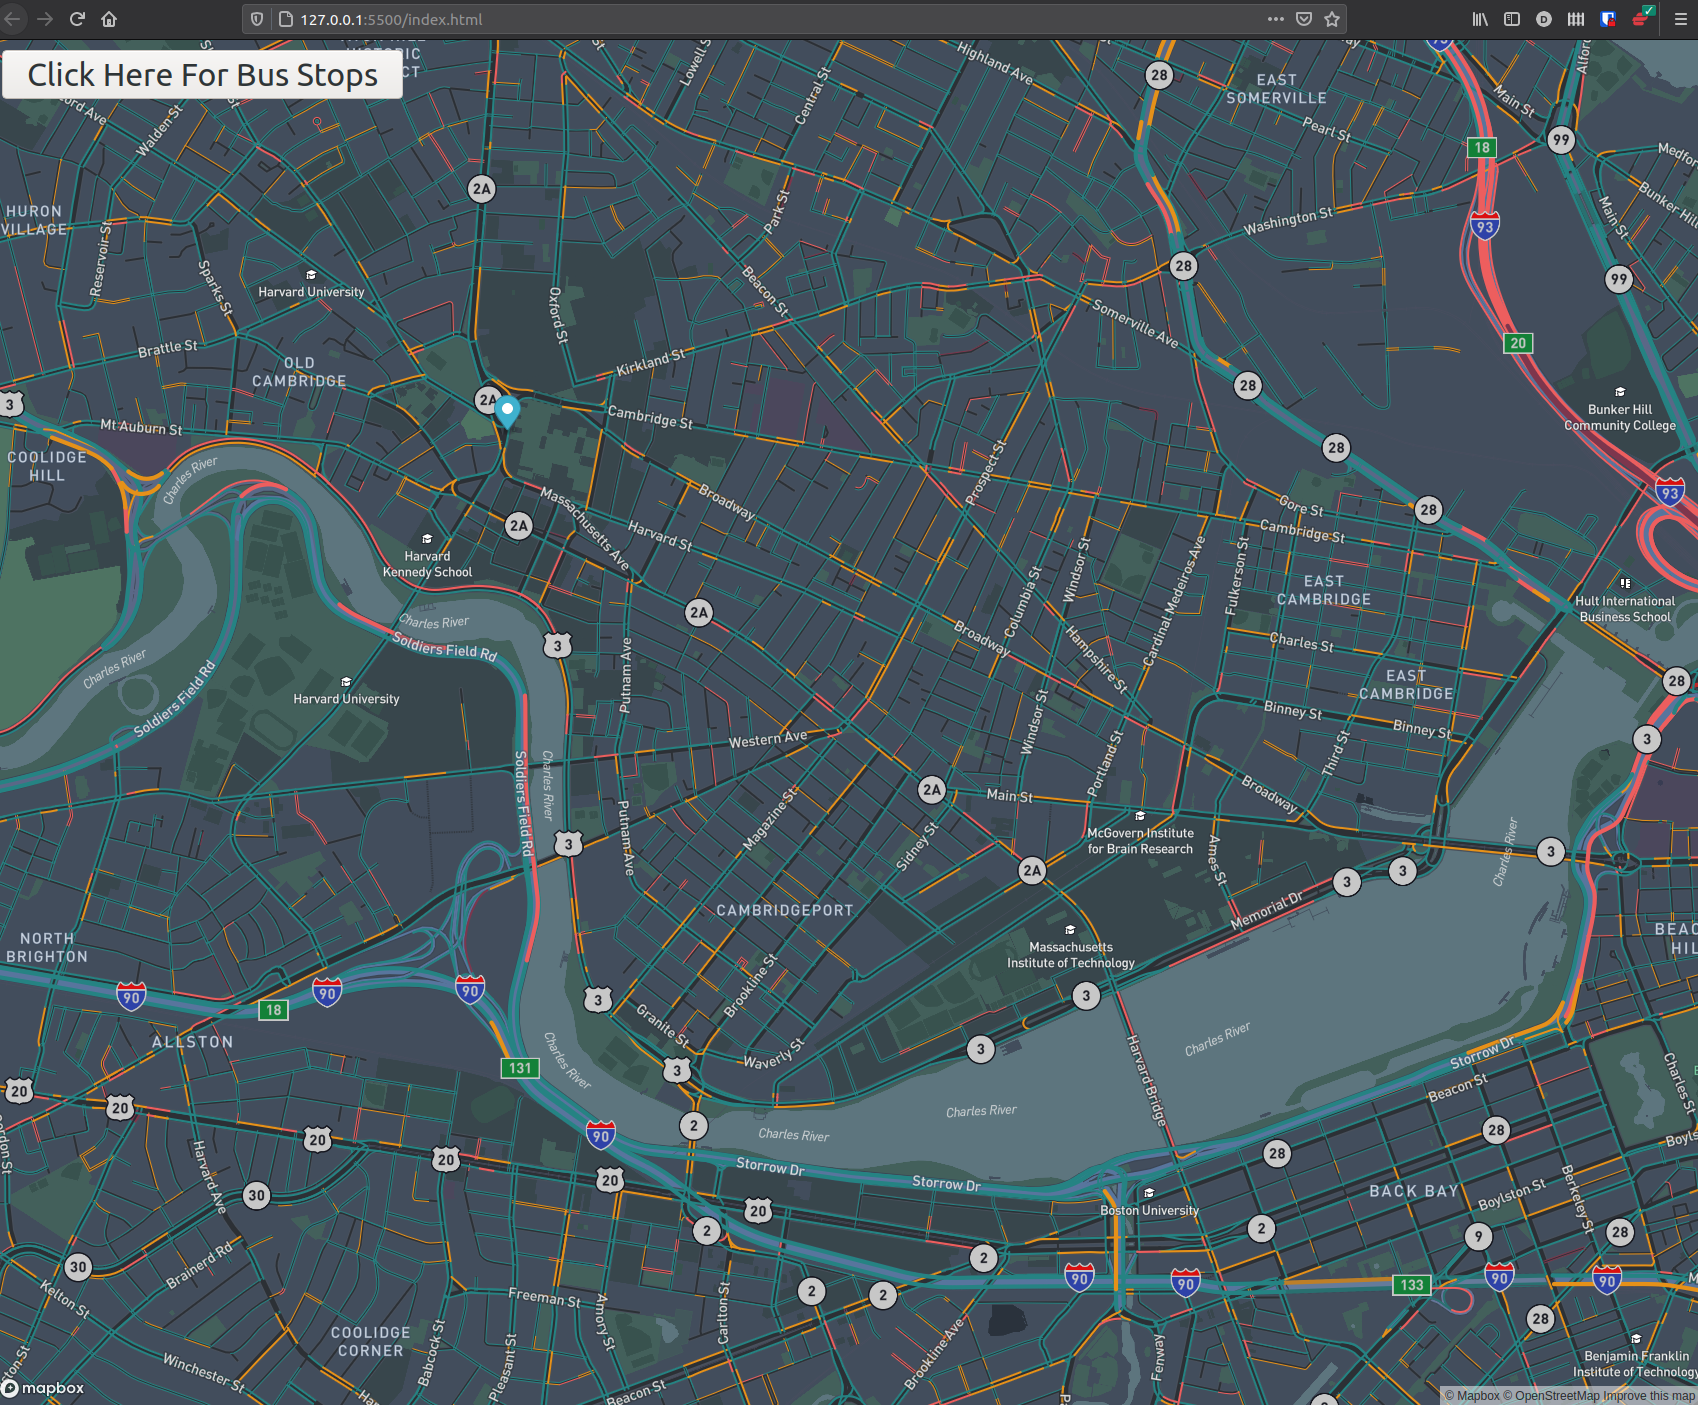 127.0.0.1:5500/index.html
Click Here For Bus Stops
HISTORIC
Lowell S
Central St
Highland Ave
28
EAST
SOMERVILLE
Main St
Alford
93
18
99
Pearl St
Walden St
2A
Medfor
Bunker Hil
Main St
HURON
VILLAGE
Reservoir St
Sparks St
Park St
Washington St
93
28
99
Harvard University
Oxford St
Beacon St
Somerville Ave
20
Brattle St
OLD
CAMBRIDGE
Kirkland St
28
3
2A
Bunker Hill
Community College
Mt Auburn St
Cambridge St
28
COOLIDGE
HILL
Charles River
Prospect St
93
Massachusetts Ave
Broadway
Gore St
28
2A
Harvard St
Cambridge St
Harvard
Kennedy School
Windsor St
Columbia St
Cardinal Medeiros Ave
Fulkerson St
EAST
CAMBRIDGE
Hult International
Business School
Charles River
2A
Soldiers Field Rd
3
Broadway
Hampshire St
Charles St
Charles River
Soldiers Field Rd
Putnam Ave
EAST
CAMBRIDGE
28
Harvard University
Windsor St
Binney St
Binney St
3
Western Ave
Portland St
Third St
Soldiers Field Rd
Charles River
2A
Main St
Broadway
Putnam Ave
Magazine St
Sidney St
McGovern Institute
for Brain Research
Ames St
3
3
3
3
Charles River
2A
Memorial Dr
CAMBRIDGEPORT
NORTH
BRIGHTON
Massachusetts
Institute of Technology
BEAC
HIL
90
90
90
Brookline St
3
3
18
Granite St
ALLSTON
Charles River
Waverly St
3
Harvard Bridge
Charles River
Storrow Dr
131
3
20
20
Charles River
Beacon St
Charles St
20
90
2
Charles River
28
28
Boyls
20
20
Storrow Dr
Storrow Dr
Harvard Ave
30
20
Boston University
BACK BAY
Boylston St
Berkeley St
2
2
9
28
30
Brainerd Rd
2
90
90
133
90
90
Kelton St
Freeman St
Armory St
Carlton St
2
2
28
COOLIDGE
CORNER
Babcock St
Pleasant St
Brookline Ave
Fenway
Benjamin Franklin
Institute of Technology
Winchester St
Beacon St
mapbox
© Mapbox © OpenStreetMap Improve this map